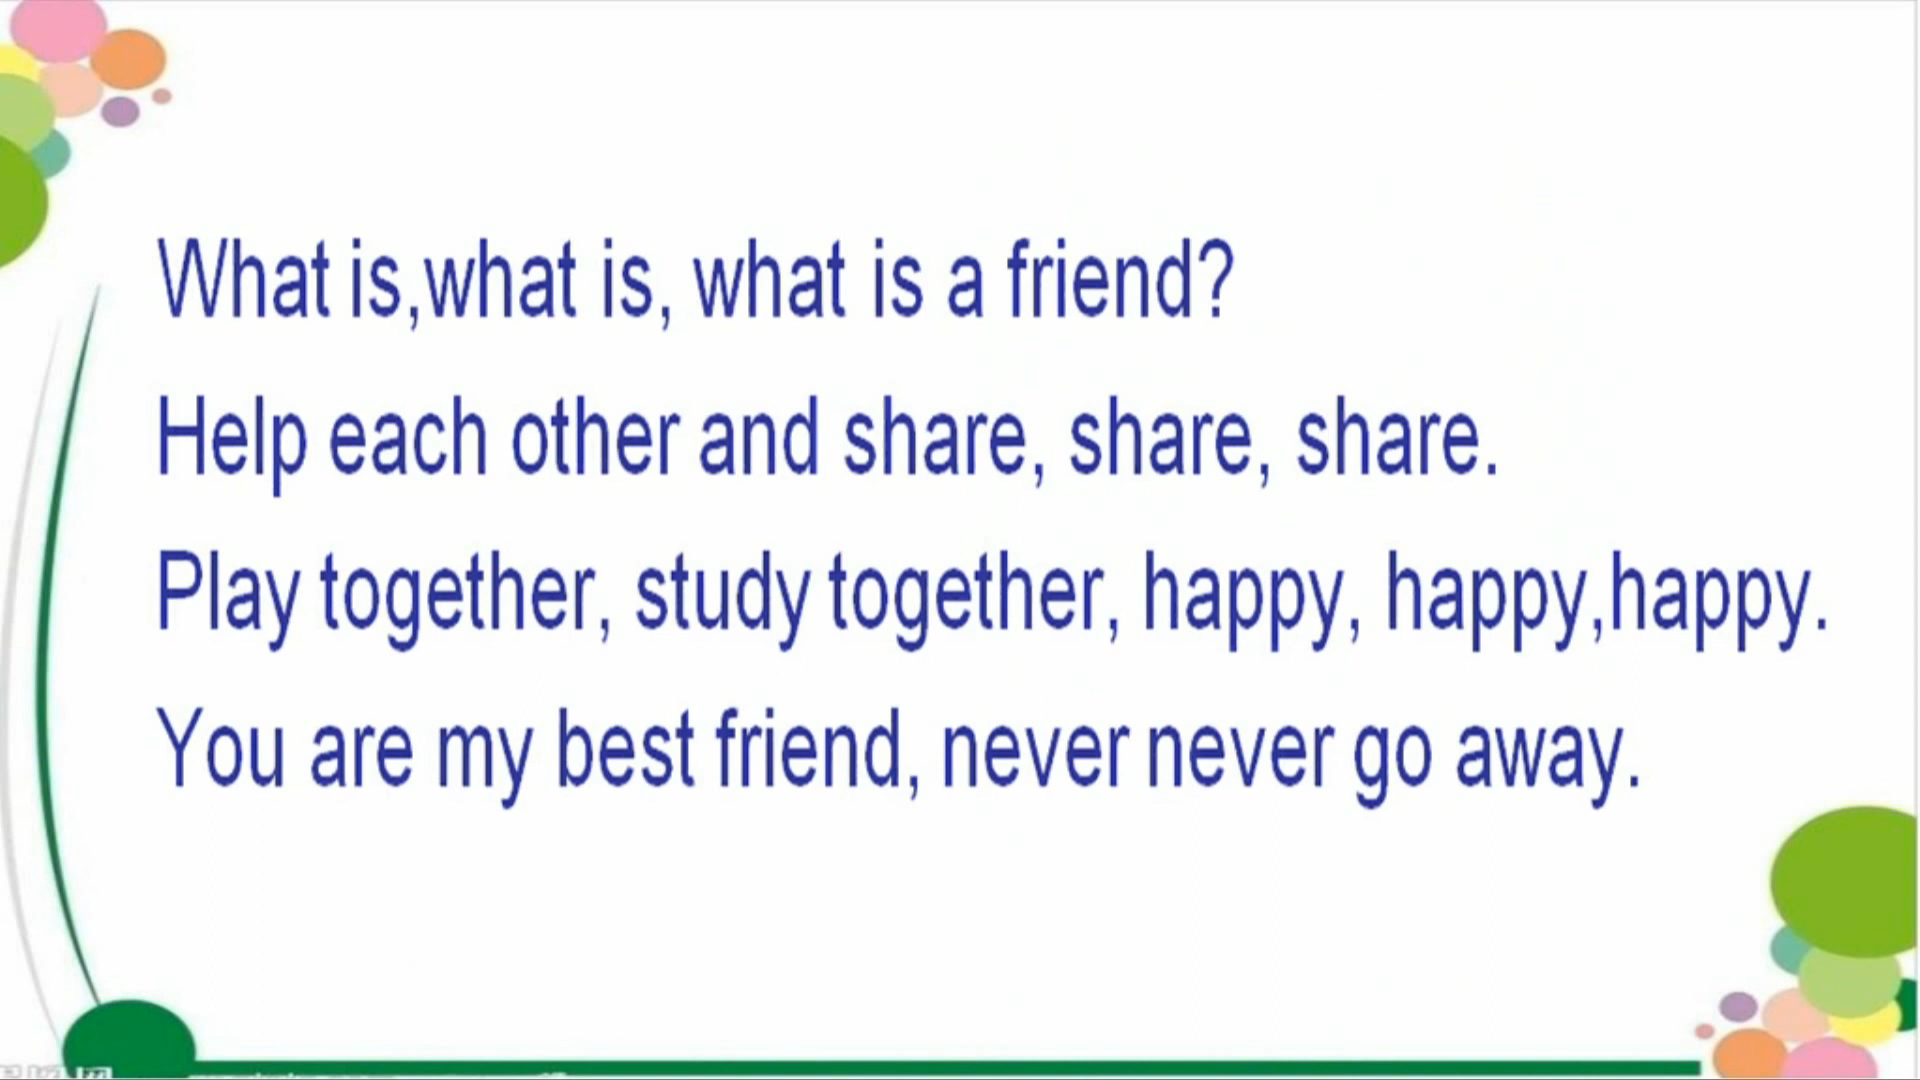 What is,what is, what is a friend?
Help each other and share, share, share.
Play together, study together, happy, happy,happy.
You are my best friend, never never go away.